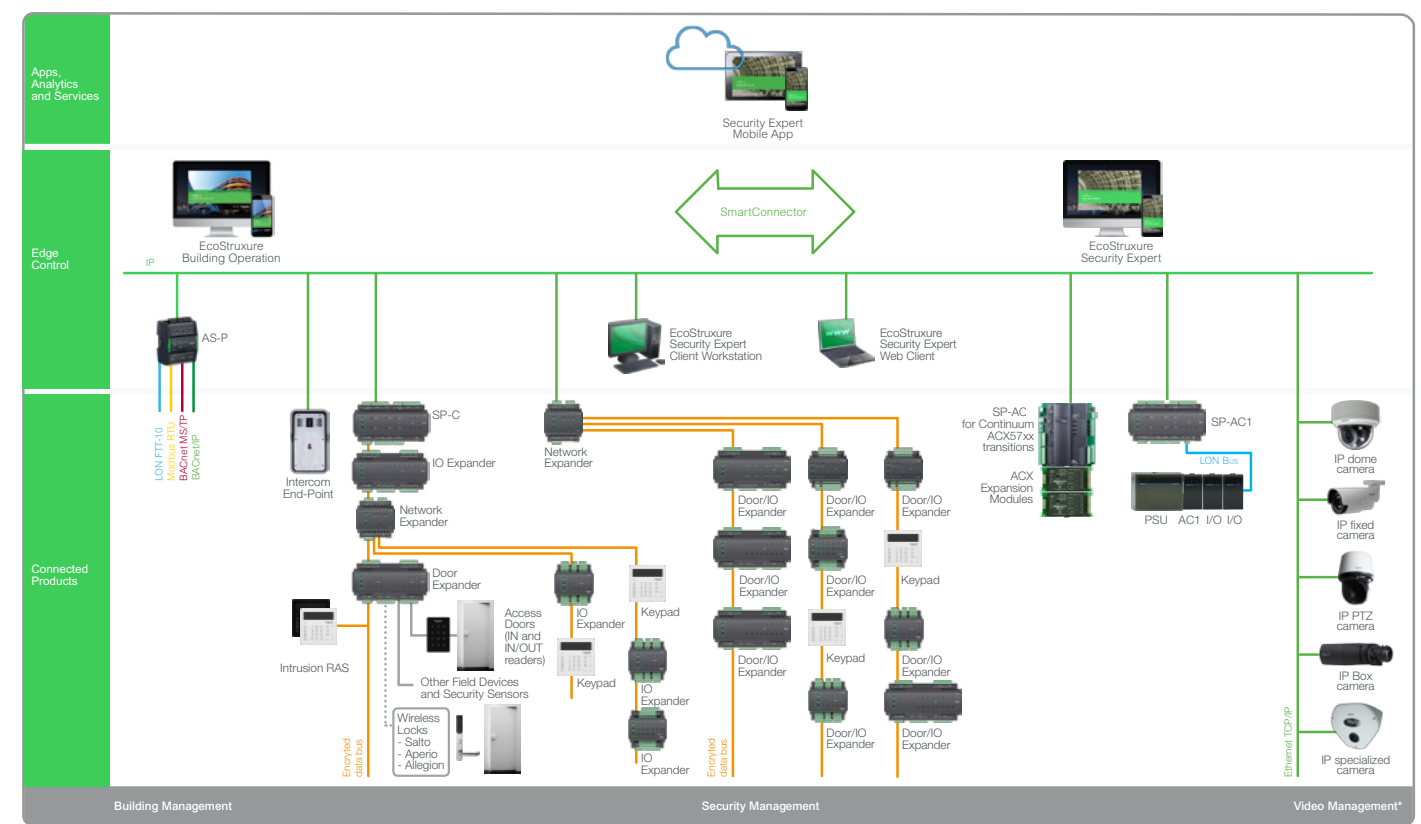 Apps,
Analytics
and Services
Security Expert
Mobile App
Edge
Control
EcoStruxure
Building Operation
SmartConnector
EcoStruxure
Security Expert
IP
AS-P
EcoStruxure
Security Expert
Client Workstation
www
EcoStruxure
Security Expert
Web Client
Connected
Products
LON FTT-10
Modbus RTU
BACnet MS/TP
BACnet/IP
Intercom
End-Point
SP-C
IO Expander
Network
Expander
Door
Expander
Intrusion RAS
Access
Doors
(IN and
IN/OUT
readers)
Other Field Devices
and Security Sensors
Wireless
Locks
- Salto
- Aperio
- Allegion
Encryted
data bus
IO
Expander
Keypad
Keypad
IO
Expander
IO
Expander
Network
Expander
Encryted
data bus
Door/IO
Expander
Door/IO
Expander
Door/IO
Expander
Door/IO
Expander
Door/IO
Expander
Keypad
Door/IO
Expander
Door/IO
Expander
Keypad
Door/IO
Expander
Door/IO
Expander
SP-AC
for Continuum
ACX57xx
transitions
ACX
Expansion
Modules
SP-AC1
LON Bus
PSU AC1 I/O I/O
Ethernet TCP/IP
IP dome
camera
IP fixed
camera
IP PTZ
camera
IP Box
camera
IP specialized
camera
Building Management
Security Management
Video Management*